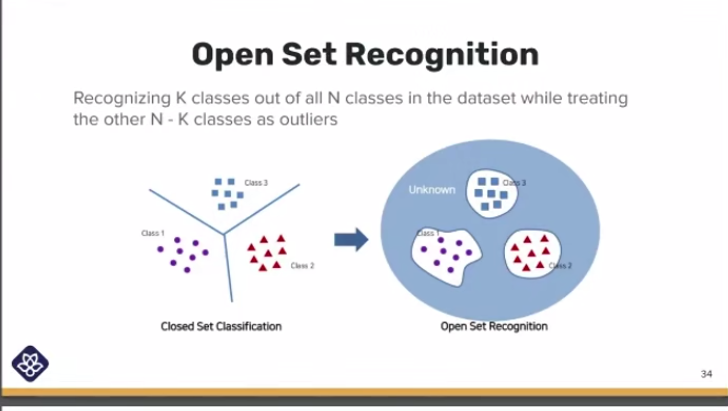 Open Set Recognition
Recognizing K classes out of all N classes in the dataset while treating
the other N - K classes as outliers
Class 3
Class 1
Class 2
Closed Set Classification
Unknown
Class 3
Class 1
Class 2
Open Set Recognition
34